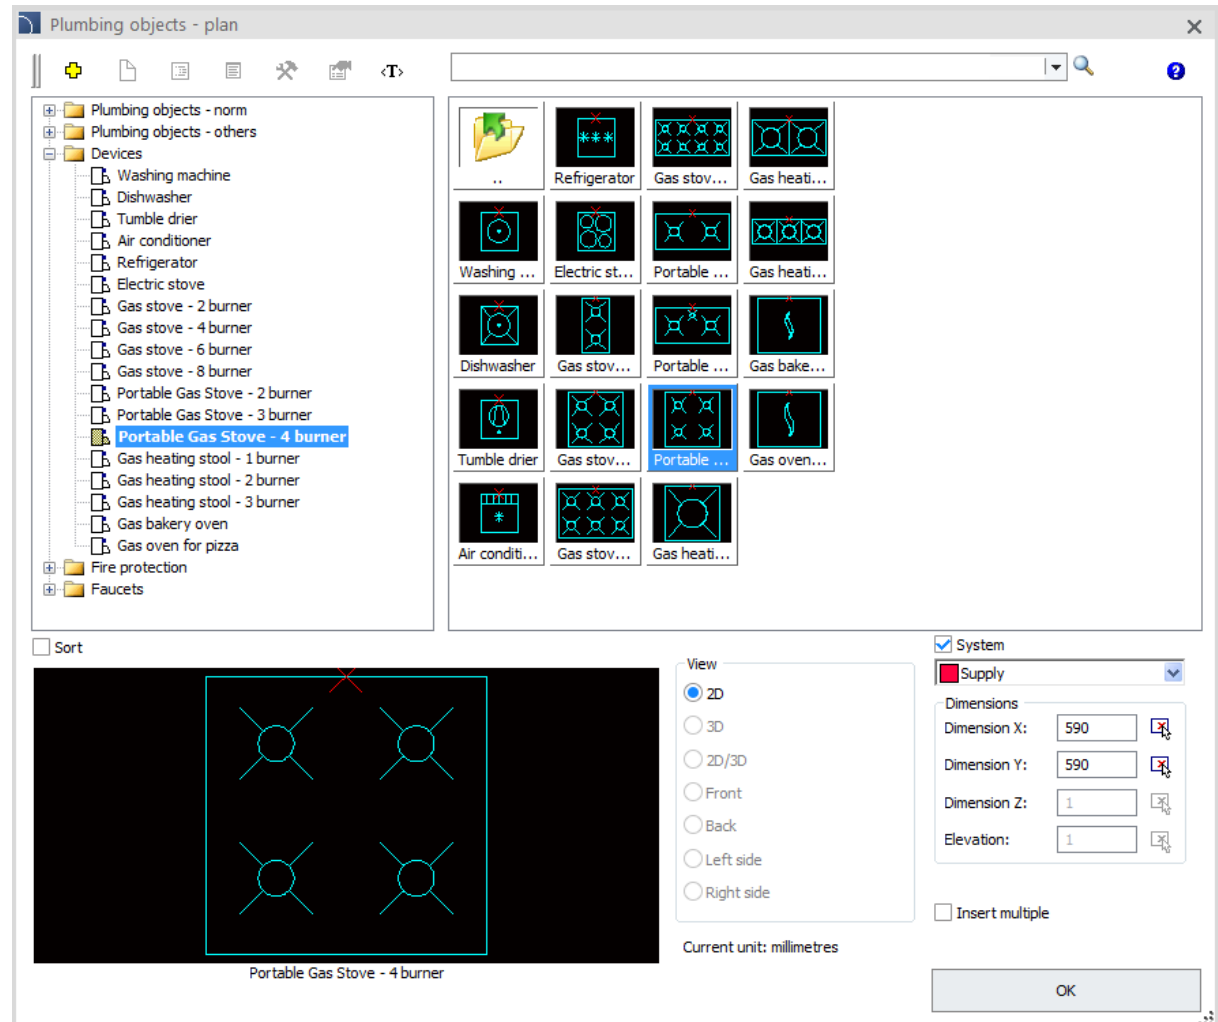 Plumbing objects - plan
<T>
?
Plumbing objects - norm
Plumbing objects - others
Devices
Washing machine
Dishwasher
Tumble drier
Air conditioner
Refrigerator
Electric stove
Gas stove - 2 burner
Gas stove - 4 burner
Gas stove - 6 burner
Gas stove - 8 burner
Portable Gas Stove - 2 burner
Portable Gas Stove - 3 burner
Portable Gas Stove - 4 burner
Gas heating stool - 1 burner
Gas heating stool - 2 burner
Gas heating stool - 3 burner
Gas bakery oven
Gas oven for pizza
Fire protection
Faucets
.. Refrigerator Gas stov... Gas heati...
Washing ... Electric st... Portable ... Gas heati...
Dishwasher Gas stov... Portable ... Gas bake...
Tumble drier Gas stov... Portable ... Gas oven...
Air conditi... Gas stov... Gas heati...
Sort
Portable Gas Stove - 4 burner
View
2D
3D
2D/3D
Front
Back
Left side
Right side
Current unit: millimetres
System
Supply
Dimensions
Dimension X: 590
Dimension Y: 590
Dimension Z: 1
Elevation: 1
Insert multiple
OK